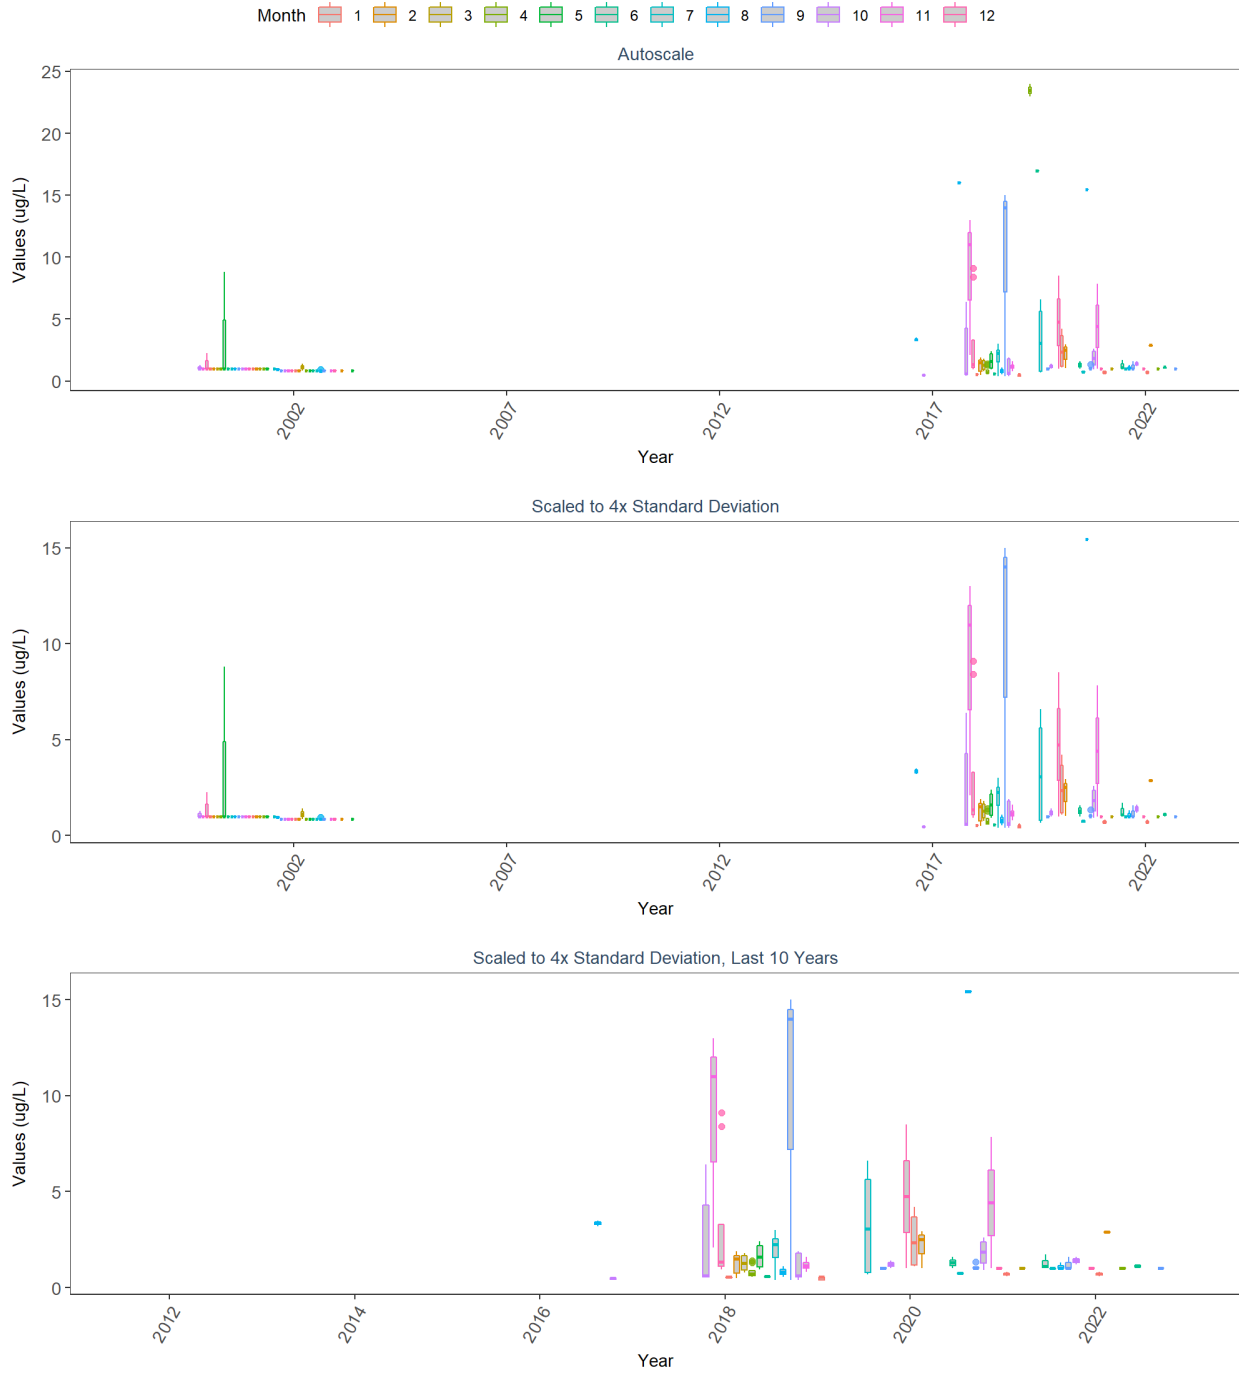 Month 1 2 3 4 5 6 7 8 9 10 11 12
Autoscale
25
20
15
10
5
0
Values (ug/L)
2002 2007 2012 2017 2022
Year
Scaled to 4x Standard Deviation
15
10
5
0
Values (ug/L)
2002 2007 2012 2017 2022
Year
Scaled to 4x Standard Deviation, Last 10 Years
15
10
5
0
Values (ug/L)
2012 2014 2016 2018 2020 2022
Year